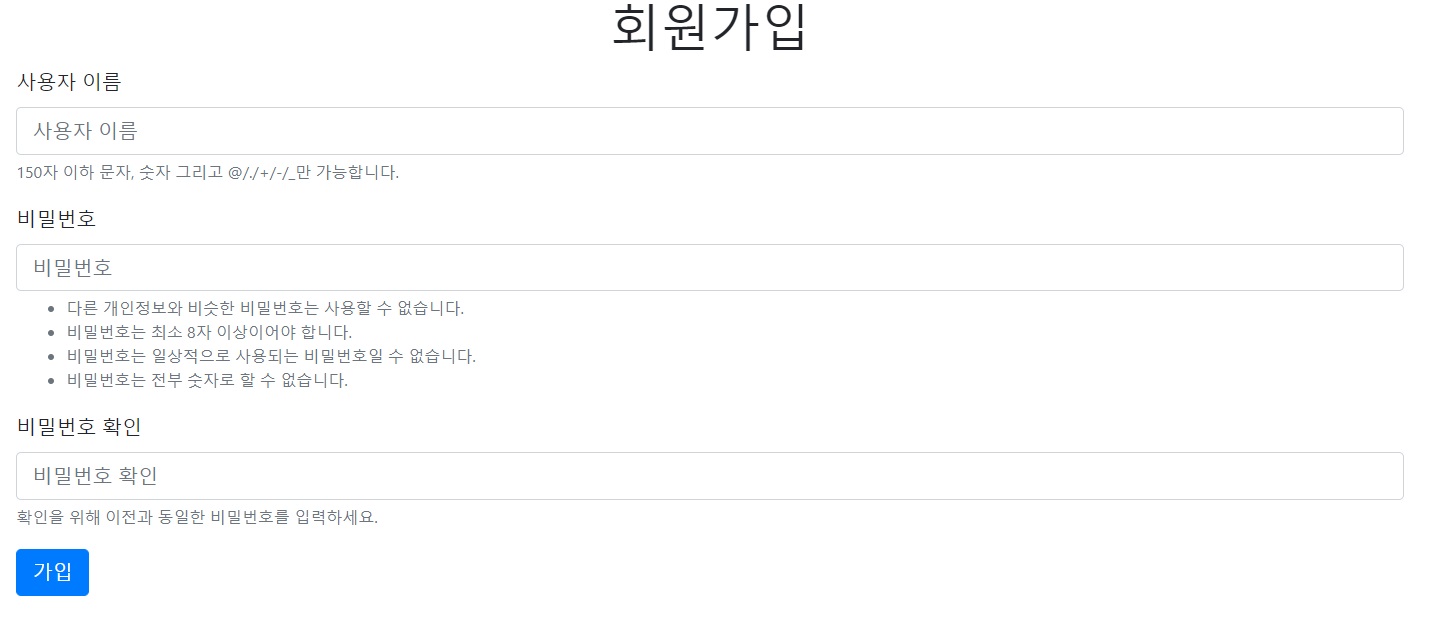 회원가입
사용자 이름
사용자 이름
150자 이하 문자, 숫자 그리고 @/./+/-/_만 가능합니다.
비밀번호
비밀번호
다른 개인정보와 비슷한 비밀번호는 사용할 수 없습니다.
비밀번호는 최소 8자 이상이어야 합니다.
비밀번호는 일상적으로 사용되는 비밀번호일 수 없습니다.
비밀번호는 전부 숫자로 할 수 없습니다.
비밀번호 확인
비밀번호 확인
확인을 위해 이전과 동일한 비밀번호를 입력하세요.
가입